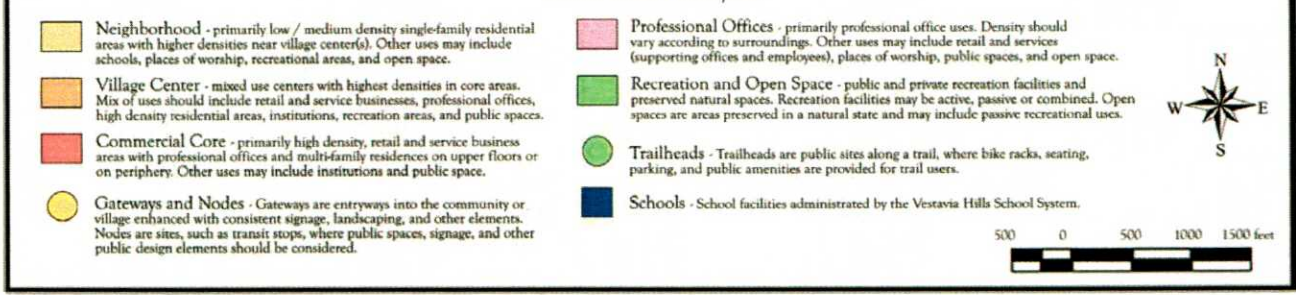 Neighborhood - primarily low / medium density single-family residential
areas with higher densities near village center(s). Other uses may include
schools, places of worship, recreational areas, and open space.
Village Center - mixed use centers with highest densities in core areas.
Mix of uses should include retail and service businesses, professional offices,
high density residential areas, institutions, recreation areas, and public spaces.
Commercial Core - primarily high density, retail and service business
areas with professional offices and multi-family residences on upper floors or
on periphery. Other uses may include institutions and public space.
Gateways and Nodes - Gateways are entryways into the community or
village enhanced with consistent signage, landscaping, and other elements.
Nodes are sites, such as transit stops, where public spaces, signage, and other
public design elements should be considered.
Professional Offices - primarily professional office uses. Density should
vary according to surroundings. Other uses may include retail and services
(supporting offices and employees), places of worship, public spaces, and open space.
Recreation and Open Space - public and private recreation facilities and
preserved natural spaces. Recreation facilities may be active, passive or combined. Open
spaces are areas preserved in a natural state and may include passive recreational uses.
Trailheads - Trailheads are public sites along a trail, where bike racks, seating,
parking, and public amenities are provided for trail users.
Schools - School facilities administrated by the Vestavia Hills School System.
N
W E
S
500 0 500 1000 1500 feet